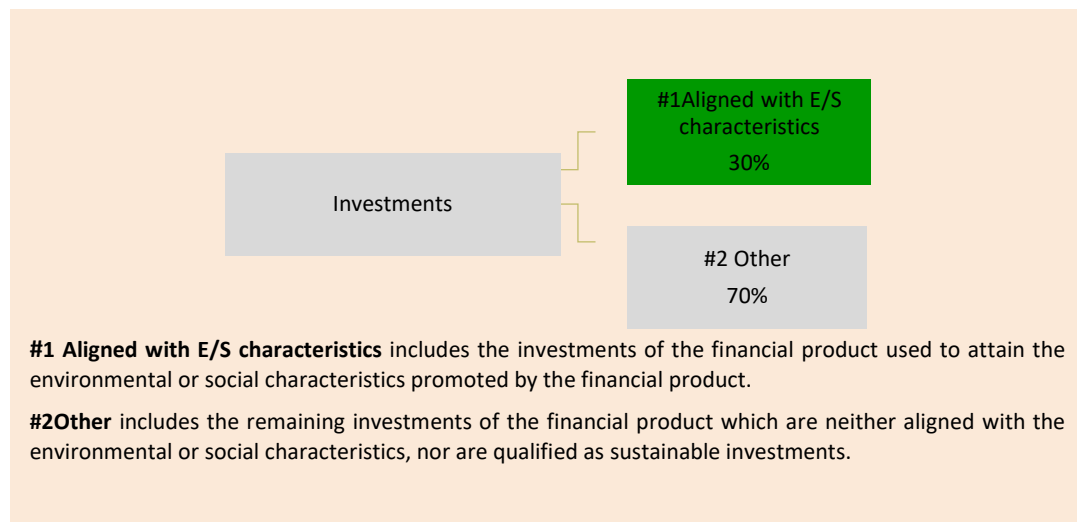 #1Aligned with E/S
characteristics
30%
Investments
#2 Other
70%
#1 Aligned with E/S characteristics includes the investments of the financial product used to attain the
environmental or social characteristics promoted by the financial product.
#2Other includes the remaining investments of the financial product which are neither aligned with the
environmental or social characteristics, nor are qualified as sustainable investments.